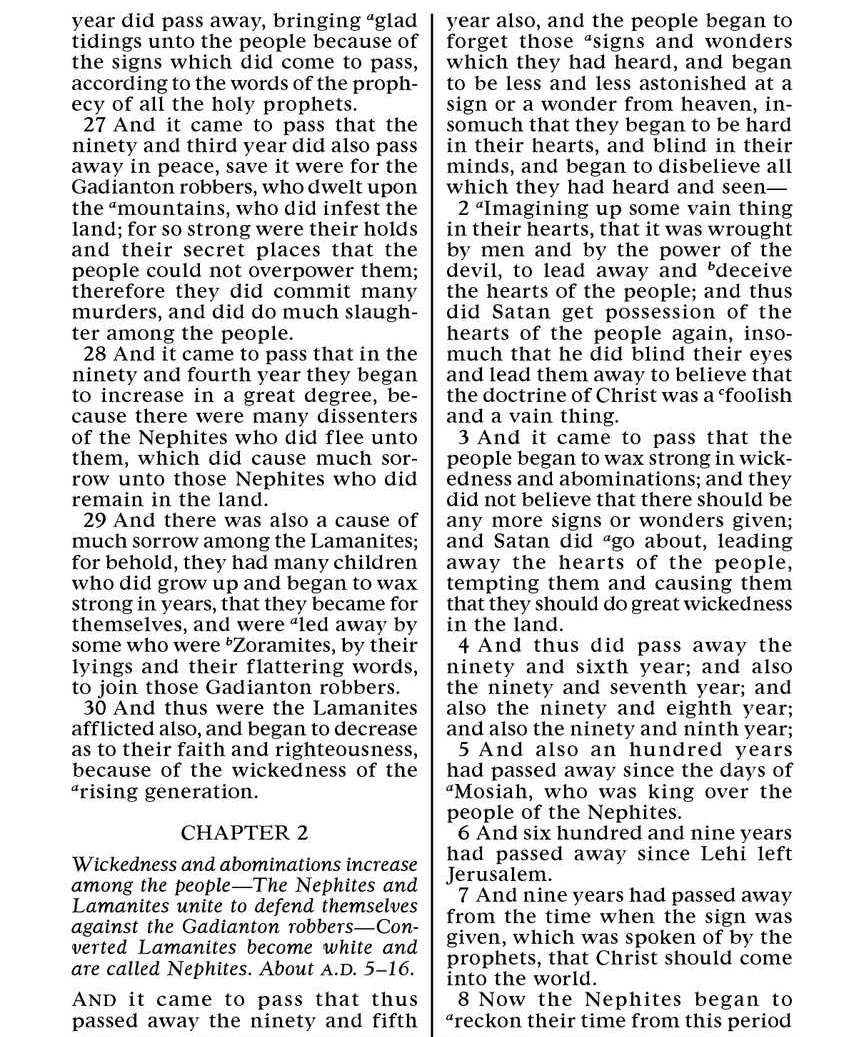 year did pass away, bringing ᵃglad
tidings unto the people because of
the signs which did come to pass,
according to the words of the proph-
ecy of all the holy prophets.
27 And it came to pass that the
ninety and third year did also pass
away in peace, save it were for the
Gadianton robbers, who dwelt upon
the ᵃmountains, who did infest the
land; for so strong were their holds
and their secret places that the
people could not overpower them;
therefore they did commit many
murders, and did do much slaugh-
ter among the people.
28 And it came to pass that in the
ninety and fourth year they began
to increase in a great degree, be-
cause there were many dissenters
of the Nephites who did flee unto
them, which did cause much sor-
row unto those Nephites who did
remain in the land.
29 And there was also a cause of
much sorrow among the Lamanites;
for behold, they had many children
who did grow up and began to wax
strong in years, that they became for
themselves, and were ᵃled away by
some who were ᵇZoramites, by their
lyings and their flattering words,
to join those Gadianton robbers.
30 And thus were the Lamanites
afflicted also, and began to decrease
as to their faith and righteousness,
because of the wickedness of the
ᵃrising generation.
CHAPTER 2
Wickedness and abominations increase
among the people—The Nephites and
Lamanites unite to defend themselves
against the Gadianton robbers—Con-
verted Lamanites become white and
are called Nephites. About A.D. 5–16.
AND it came to pass that thus
passed away the ninety and fifth
year also, and the people began to
forget those ᵃsigns and wonders
which they had heard, and began
to be less and less astonished at a
sign or a wonder from heaven, in-
somuch that they began to be hard
in their hearts, and blind in their
minds, and began to disbelieve all
which they had heard and seen—
2 ᵃImagining up some vain thing
in their hearts, that it was wrought
by men and by the power of the
devil, to lead away and ᵇdeceive
the hearts of the people; and thus
did Satan get possession of the
hearts of the people again, inso-
much that he did blind their eyes
and lead them away to believe that
the doctrine of Christ was a ᶜfoolish
and a vain thing.
3 And it came to pass that the
people began to wax strong in wick-
edness and abominations; and they
did not believe that there should be
any more signs or wonders given;
and Satan did ᵃgo about, leading
away the hearts of the people,
tempting them and causing them
that they should do great wickedness
in the land.
4 And thus did pass away the
ninety and sixth year; and also
the ninety and seventh year; and
also the ninety and eighth year;
and also the ninety and ninth year;
5 And also an hundred years
had passed away since the days of
ᵃMosiah, who was king over the
people of the Nephites.
6 And six hundred and nine years
had passed away since Lehi left
Jerusalem.
7 And nine years had passed away
from the time when the sign was
given, which was spoken of by the
prophets, that Christ should come
into the world.
8 Now the Nephites began to
ᵃreckon their time from this period